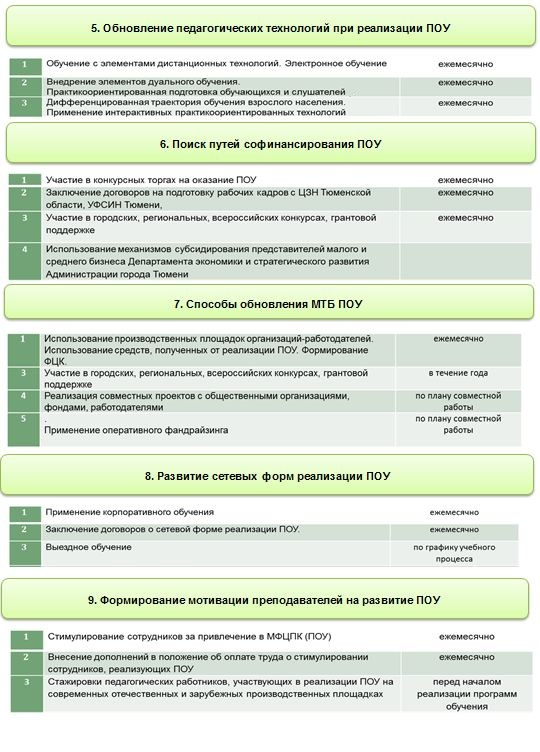 5. Обновление педагогических технологий при реализации ПОУ
1 Обучение с элементами дистанционных технологий. Электронное обучение ежемесячно
2 Внедрение элементов дуального обучения. ежемесячно
Практикоориентированная подготовка обучающихся и слушателей
3 Дифференцированная траектория обучения взрослого населения. ежемесячно
Применение интерактивных практикоориентированных технологий
6. Поиск путей софинансирования ПОУ
1 Участие в конкурсных торгах на оказание ПОУ ежемесячно
2 Заключение договоров на подготовку рабочих кадров с ЦЗН Тюменской ежемесячно
области, УФСИН Тюмени,
3 Участие в городских, региональных, всероссийских конкурсах, грантовой ежемесячно
поддержке
4 Использование механизмов субсидирования представителей малого и
среднего бизнеса Департамента экономики и стратегического развития
Администрации города Тюмени
7. Способы обновления МТБ ПОУ
1 Использование производственных площадок организаций-работодателей. ежемесячно
Использование средств, полученных от реализации ПОУ. Формирование
ФЦК.
3 Участие в городских, региональных, всероссийских конкурсах, грантовой в течение года
поддержке
4 Реализация совместных проектов с общественными организациями, по плану совместной
фондами, работодателями работы
5 . по плану совместной
Применение оперативного фандрайзинга работы
8. Развитие сетевых форм реализации ПОУ
1 Применение корпоративного обучения ежемесячно
2 Заключение договоров о сетевой форме реализации ПОУ. ежемесячно
3 Выездное обучение по графику учебного
процесса
9. Формирование мотивации преподавателей на развитие ПОУ
1 Стимулирование сотрудников за привлечение в МФЦПК (ПОУ) ежемесячно
2 Внесение дополнений в положение об оплате труда о стимулировании ежемесячно
сотрудников, реализующих ПОУ
3 Стажировки педагогических работников, участвующих в реализации ПОУ на перед началом
современных отечественных и зарубежных производственных площадках реализации программ
обучения